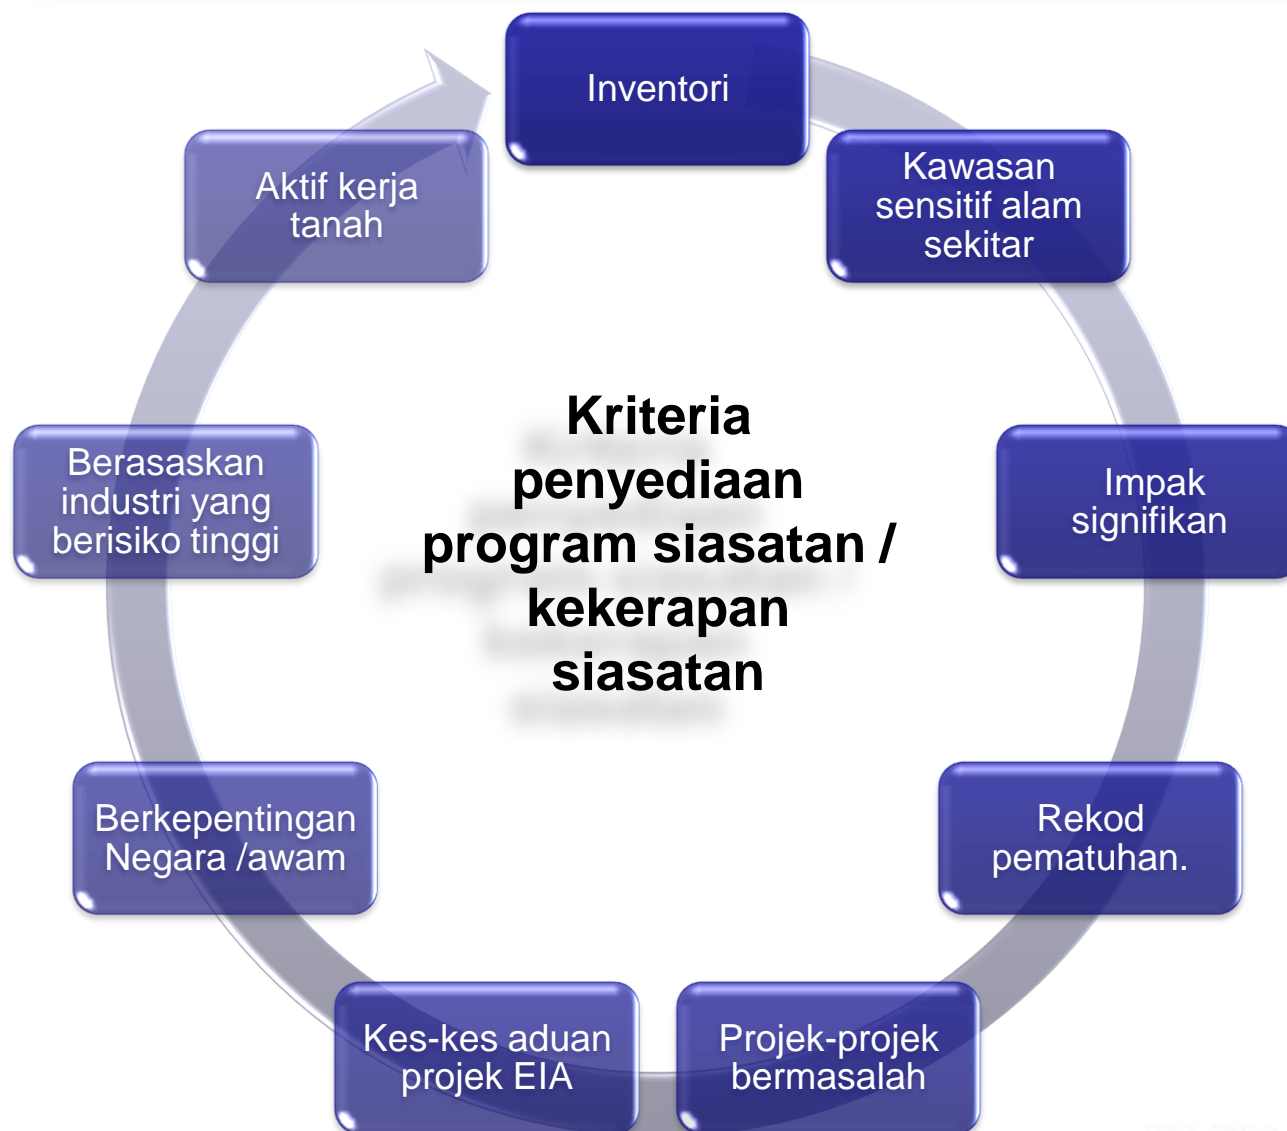 Inventori
Kawasan
sensitif alam
sekitar
Impak
signifikan
Rekod
pematuhan.
Projek-projek
bermasalah
Kes-kes aduan
projek EIA
Berkepentingan
Negara /awam
Berasaskan
industri yang
berisiko tinggi
Aktif kerja
tanah
Kriteria
penyediaan
program siasatan /
kekerapan
siasatan